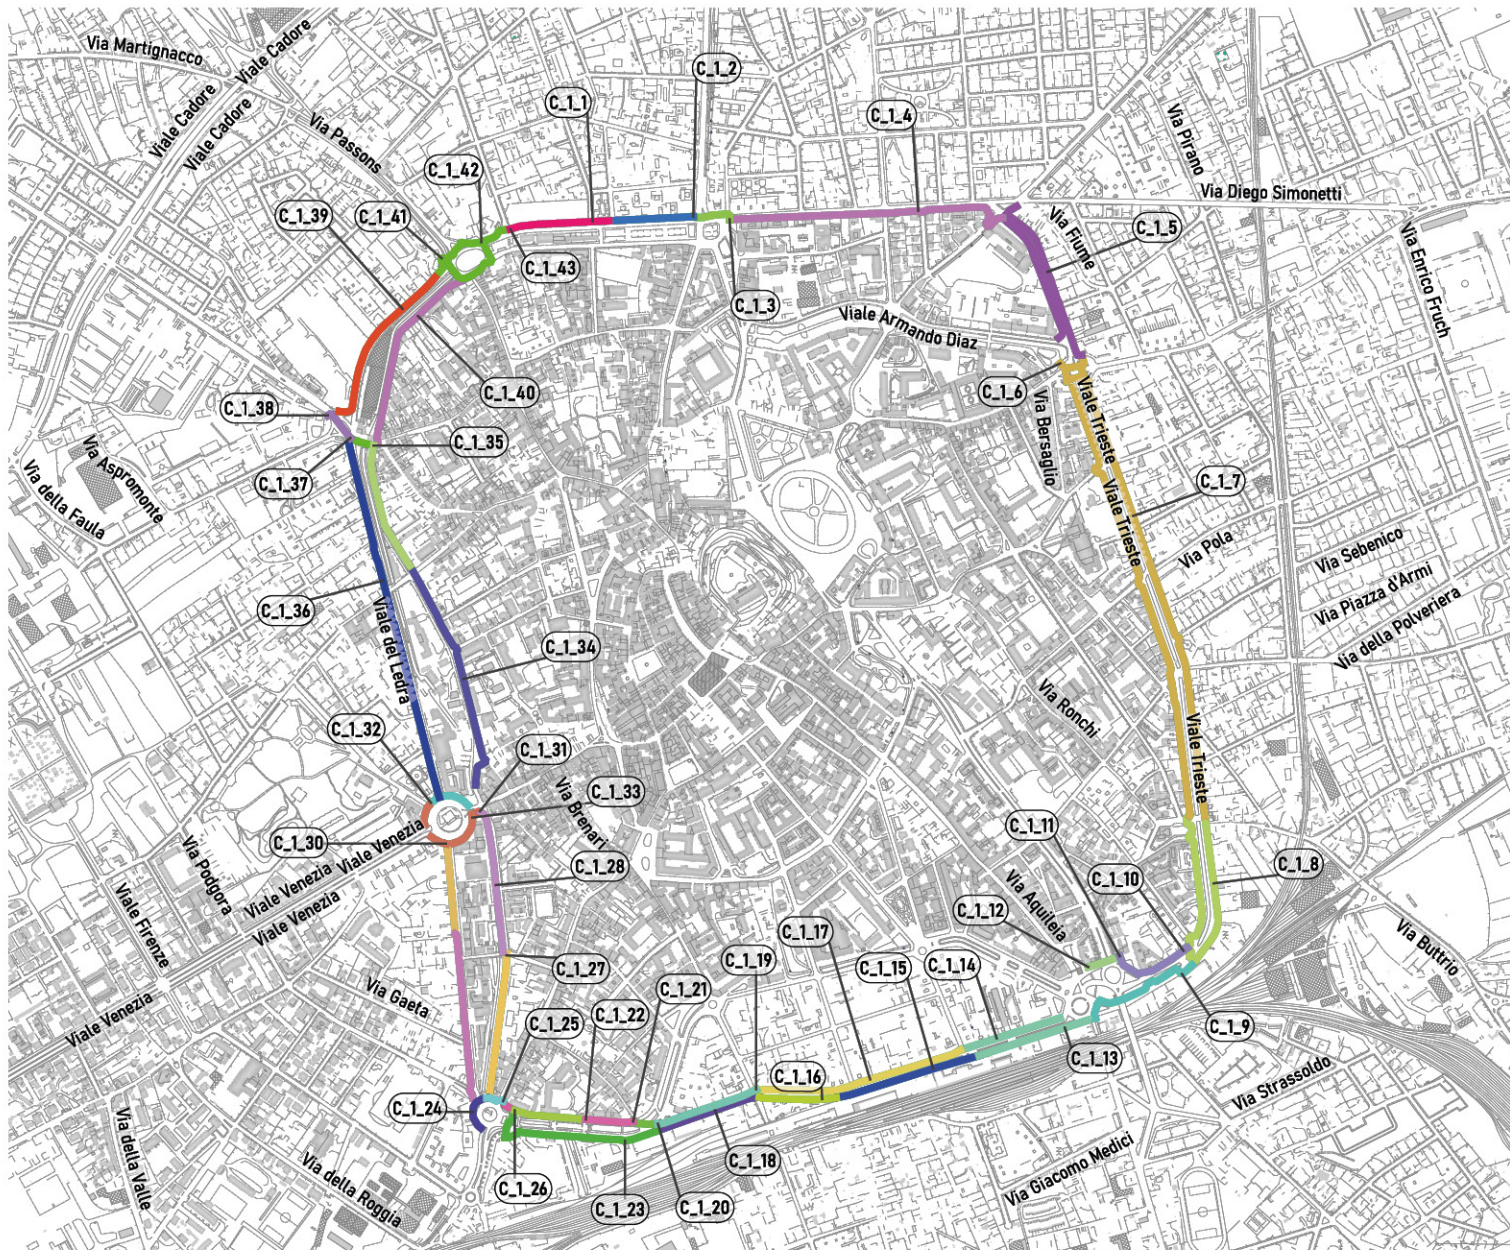 Via Martignacco
Viale Cadore
Viale Cadore
Viale Cadore
Via Passons
C_1_2
C_1_1
C_1_4
C_1_42
C_1_39
C_1_41
C_1_43
C_1_3
Via Pirano
Via Diego Simonetti
Via Fiume
C_1_5
Via Enrico Fruch
Viale Armando Diaz
C_1_6
C_1_40
C_1_38
C_1_35
C_1_37
Via Aspromonte
Via della Faula
Via Bersaglio
Viale Trieste
Viale Trieste
C_1_7
Via Pola
Via Sebenico
Via Piazza d'Armi
Via della Polveriera
C_1_36
Viale del Ledra
C_1_34
Via Ronchi
Viale Trieste
C_1_32
C_1_31
C_1_33
Via Brenari
C_1_30
Viale Venezia
Viale Venezia
Viale Venezia
Via Podgora
Viale Firenze
C_1_28
C_1_11
C_1_10
C_1_8
Via Aquileia
C_1_12
Via Buttrio
C_1_17
C_1_15
C_1_14
C_1_19
C_1_27
C_1_21
C_1_22
C_1_25
Via Gaeta
Viale Venezia
C_1_9
C_1_13
C_1_16
Via Strassoldo
C_1_24
Via della Valle
Via della Roggia
C_1_26
C_1_23
C_1_20
C_1_18
Via Giacomo Medici